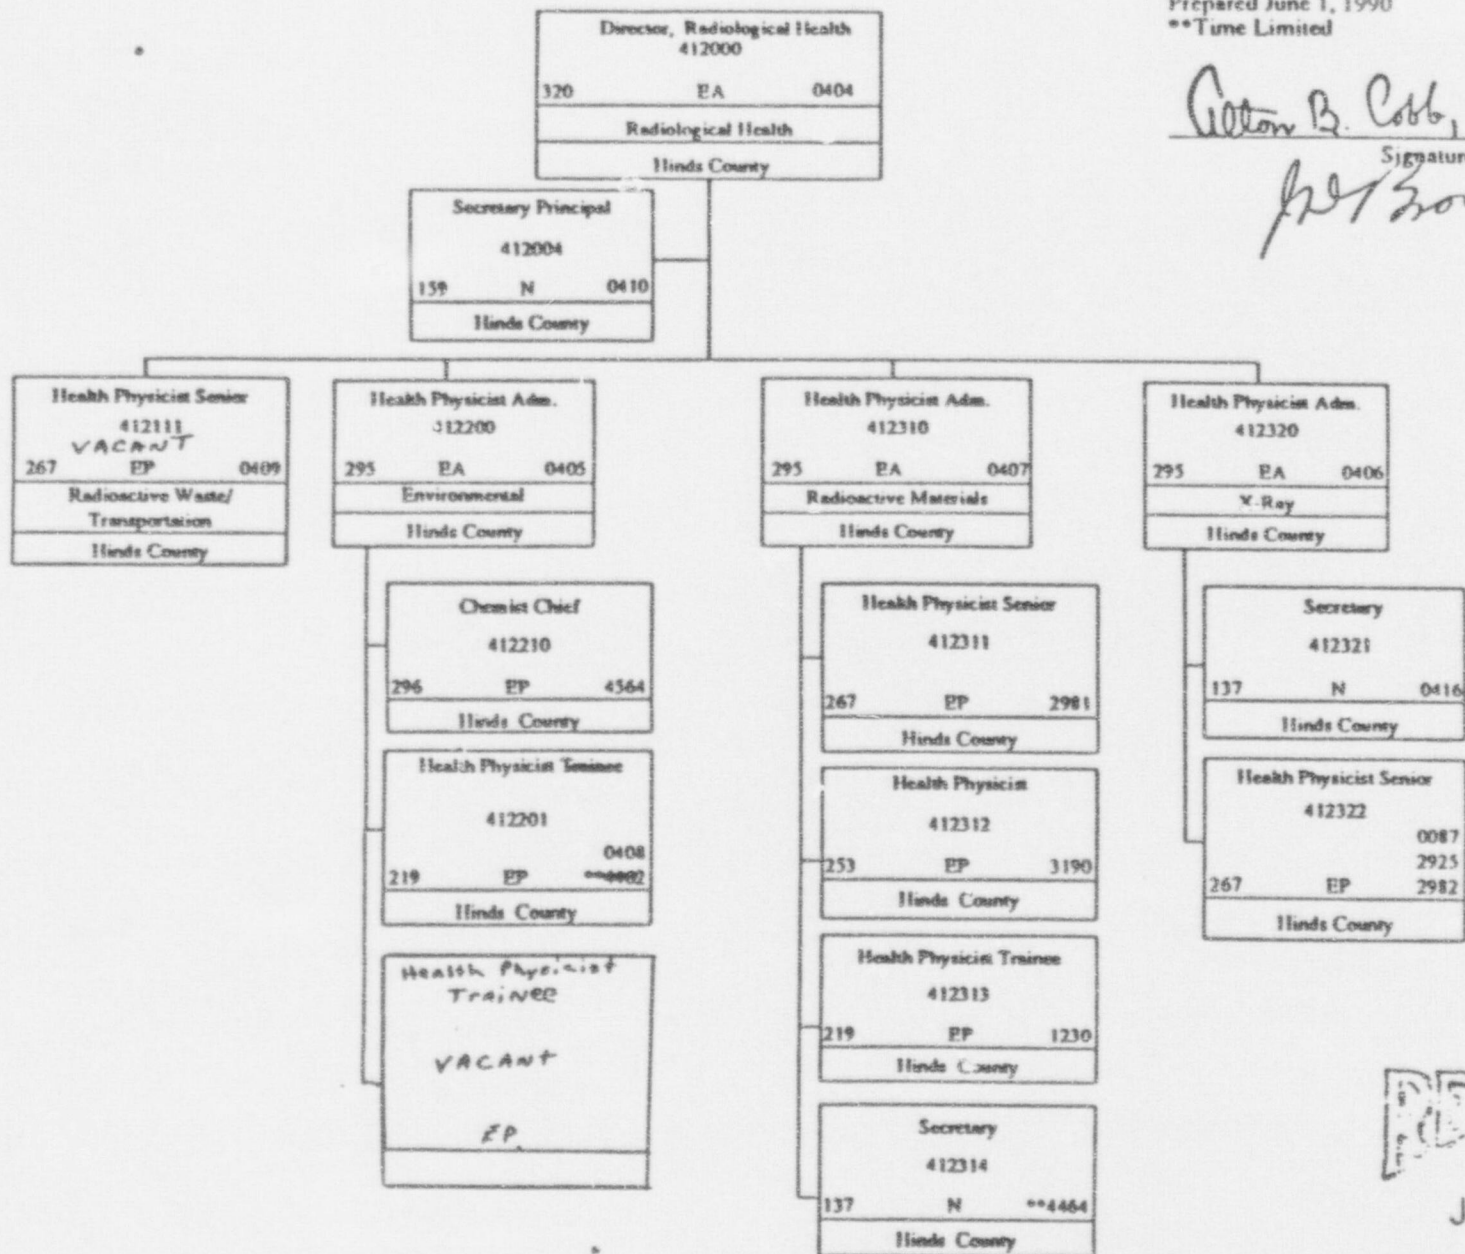 Prepared June 1, 1990
**Time Limited
Alton B. Cobb,
Signatur
Director, Radiological Health
412000
320 EA 0404
Radiological Health
Hinds County
Secretary Principal
412004
159 N 0410
Hinds County
Health Physicist Senior
412111
VACANT
267 EP 0409
Radioactive Waste/
Transportation
Hinds County
Health Physicist Adm.
412200
295 EA 0405
Environmental
Hinds County
Chemist Chief
412210
296 EP 4564
Hinds County
Health Physicist Trainee
412201
0408
219 EP
Hinds County
Health Physicist
Trainee
VACANT
EP.
Health Physicist Adm.
412310
295 EA 0407
Radioactive Materials
Hinds County
Health Physicist Senior
412311
267 EP 2981
Hinds County
Health Physicist
412312
253 EP 3190
Hinds County
Health Physicist Trainee
412313
219 EP 1230
Hinds County
Secretary
412314
137 N **4464
Hinds County
Health Physicist Adm.
412320
295 EA 0406
X-Ray
Hinds County
Secretary
412321
137 N 0416
Hinds County
Health Physicist Senior
412322
0087
2925
267 EP 2982
Hinds County
J